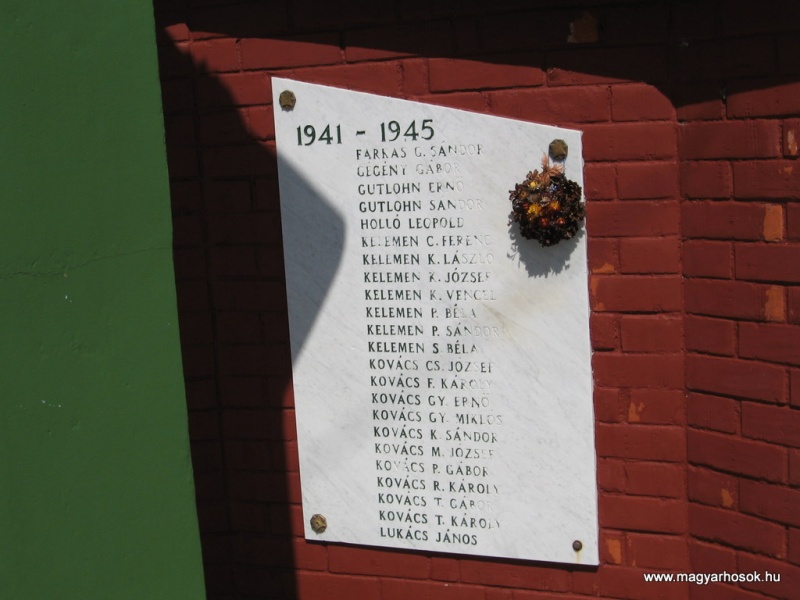 1941 - 1945
FARKAS G. SÁNDOR
GÉGÉNY GÁBOR
GUTLOHN ERNŐ
GUTLOHN SÁNDOR
HOLLÓ LEOPOLD
KELEMEN C. FERENC
KELEMEN K. LÁSZLÓ
KELEMEN K. JÓZSEF
KELEMEN K. VENCEL
KELEMEN P. BÉLA
KELEMEN P. SÁNDOR
KELEMEN S. BÉLA
KOVÁCS CS. JÓZSEF
KOVÁCS F. KÁROLY
KOVÁCS GY. ERNŐ
KOVÁCS GY. MIKLÓS
KOVÁCS K. SÁNDOR
KOVÁCS M. JÓZSEF
KOVÁCS P. GÁBOR
KOVÁCS R. KÁROLY
KOVÁCS T. GÁBOR
KOVÁCS T. KÁROLY
LUKÁCS JÁNOS
www.magyarhosok.hu